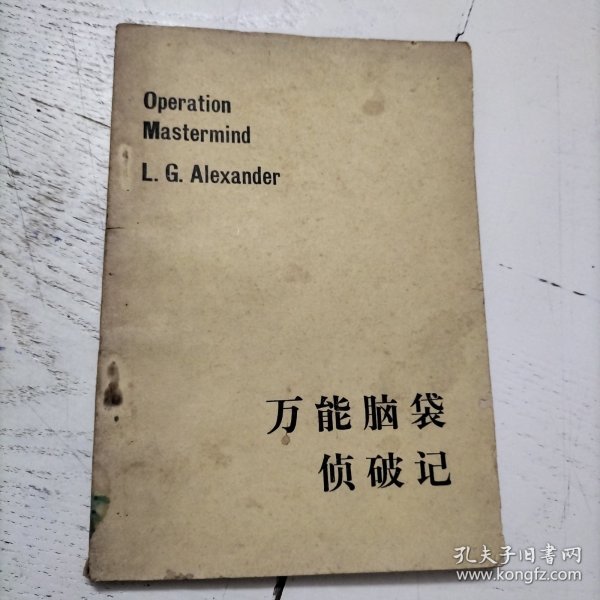 Operation
Mastermind
L. G. Alexander
万能脑袋
侦破记
孔夫子旧书网
www.kongfz.com